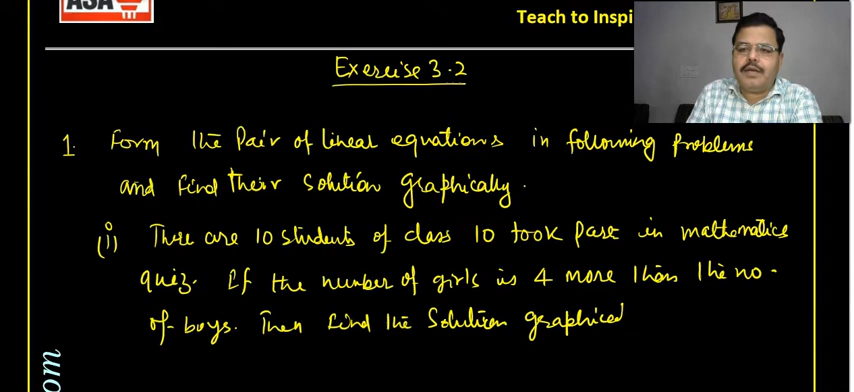 ASA
Teach to Inspi
Exercise 3.2
1. Form the Pair of linear equations in following Problems
and find their solution graphically.
(i) There are 10 students of class 10 took part in mathematics
quiz. If the number of girls is 4 more than the no-
of boys. Then find the solution graphical
om